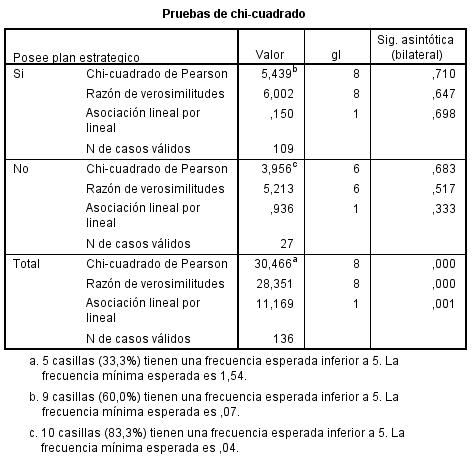 Pruebas de chi-cuadrado
Posee plan estrategico Valor gl Sig. asintótica (bilateral)
Si Chi-cuadrado de Pearson 5,439b 8 ,710
Razón de verosimilitudes 6,002 8 ,647
Asociación lineal por lineal ,150 1 ,698
N de casos válidos 109
No Chi-cuadrado de Pearson 3,956c 6 ,683
Razón de verosimilitudes 5,213 6 ,517
Asociación lineal por lineal ,936 1 ,333
N de casos válidos 27
Total Chi-cuadrado de Pearson 30,466a 8 ,000
Razón de verosimilitudes 28,351 8 ,000
Asociación lineal por lineal 11,169 1 ,001
N de casos válidos 136
a. 5 casillas (33,3%) tienen una frecuencia esperada inferior a 5. La
frecuencia mínima esperada es 1,54.
b. 9 casillas (60,0%) tienen una frecuencia esperada inferior a 5. La
frecuencia mínima esperada es ,07.
c. 10 casillas (83,3%) tienen una frecuencia esperada inferior a 5. La
frecuencia mínima esperada es ,04.